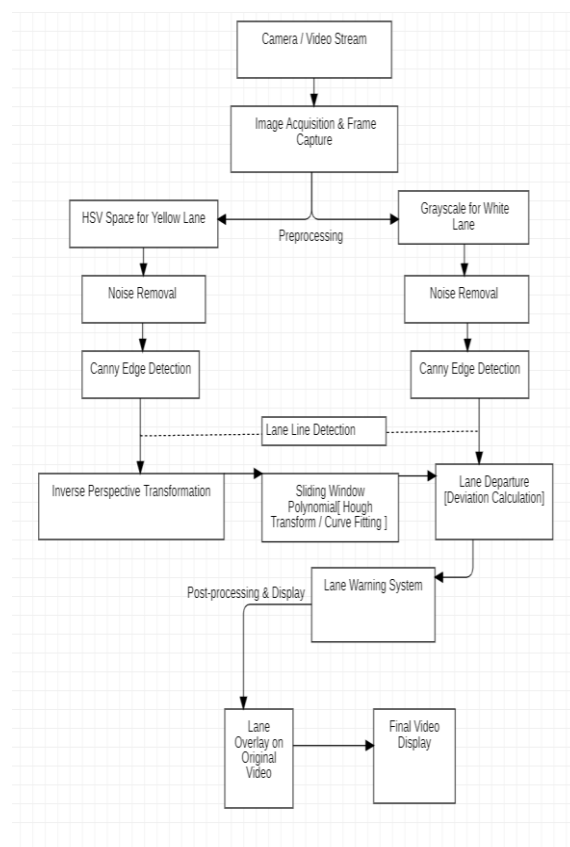 Camera / Video Stream
Image Acquisition & Frame
Capture
HSV Space for Yellow Lane
Grayscale for White
Lane
Preprocessing
Noise Removal
Noise Removal
Canny Edge Detection
Canny Edge Detection
Lane Line Detection
Inverse Perspective Transformation
Sliding Window
Polynomial[ Hough
Transform / Curve Fitting ]
Lane Departure
[Deviation Calculation]
Lane Warning System
Post-processing & Display
Lane
Overlay on
Original
Video
Final Video
Display